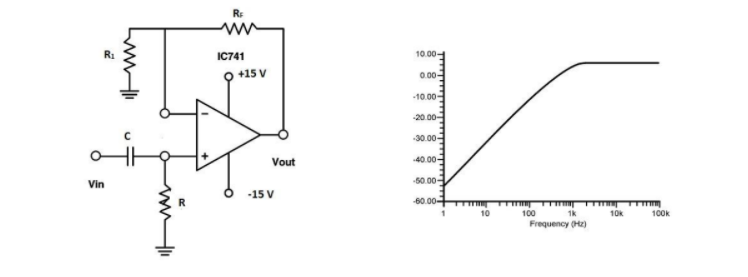 RF
R1
IC741
+15 V
-
C
+
Vin
Vout
R
-15 V
10.00
0.00
-10.00
-20.00
-30.00
-40.00
-50.00
-60.00
1 10 100 1k 10k 100k
Frequency (Hz)